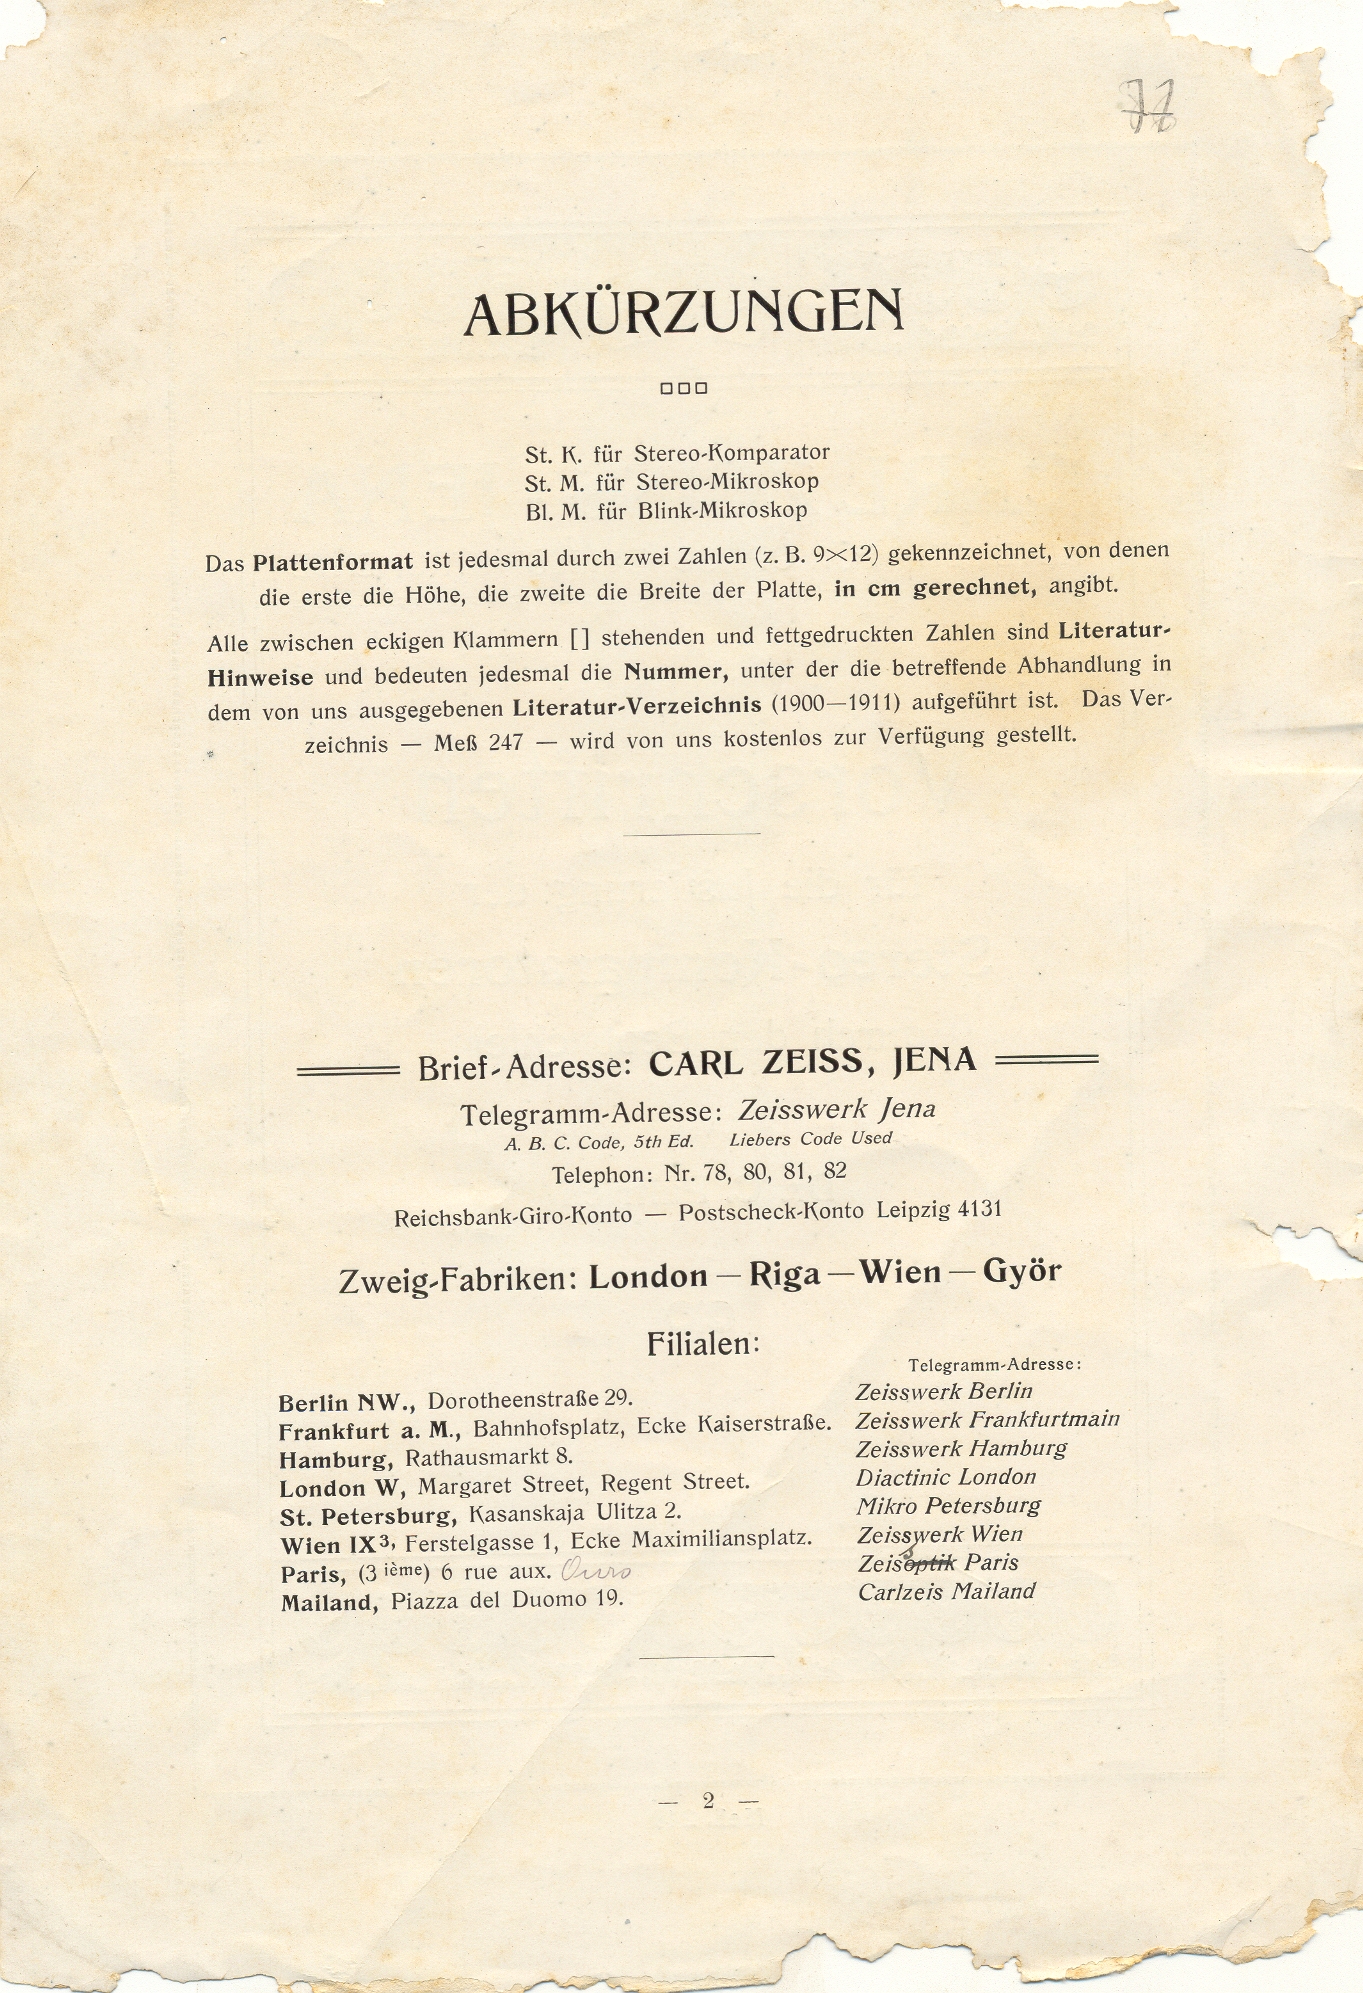 77
ABKÜRZUNGEN
St. K. für Stereo-Komparator
St. M. für Stereo-Mikroskop
Bl. M. für Blink-Mikroskop
Das Plattenformat ist jedesmal durch zwei Zahlen (z. B. 9×12) gekennzeichnet, von denen
die erste die Höhe, die zweite die Breite der Platte, in cm gerechnet, angibt.
Alle zwischen eckigen Klammern [ ] stehenden und fettgedruckten Zahlen sind Literatur-
Hinweise und bedeuten jedesmal die Nummer, unter der die betreffende Abhandlung in
dem von uns ausgegebenen Literatur-Verzeichnis (1900—1911) aufgeführt ist. Das Ver-
zeichnis — Meß 247 — wird von uns kostenlos zur Verfügung gestellt.
Brief-Adresse: CARL ZEISS, JENA
Telegramm-Adresse: Zeisswerk Jena
A. B. C. Code, 5th Ed. Liebers Code Used
Telephon: Nr. 78, 80, 81, 82
Reichsbank-Giro-Konto — Postscheck-Konto Leipzig 4131
Zweig-Fabriken: London — Riga — Wien — Györ
Filialen:
Telegramm-Adresse:
Berlin NW., Dorotheenstraße 29. Zeisswerk Berlin
Frankfurt a. M., Bahnhofsplatz, Ecke Kaiserstraße. Zeisswerk Frankfurtmain
Hamburg, Rathausmarkt 8. Zeisswerk Hamburg
London W, Margaret Street, Regent Street. Diactinic London
St. Petersburg, Kasanskaja Ulitza 2. Mikro Petersburg
Wien IX3, Ferstelgasse 1, Ecke Maximiliansplatz. Zeisswerk Wien
Paris, (3 ième) 6 rue aux. Zeisoptik Paris
Mailand, Piazza del Duomo 19. Carlzeis Mailand
— 2 —